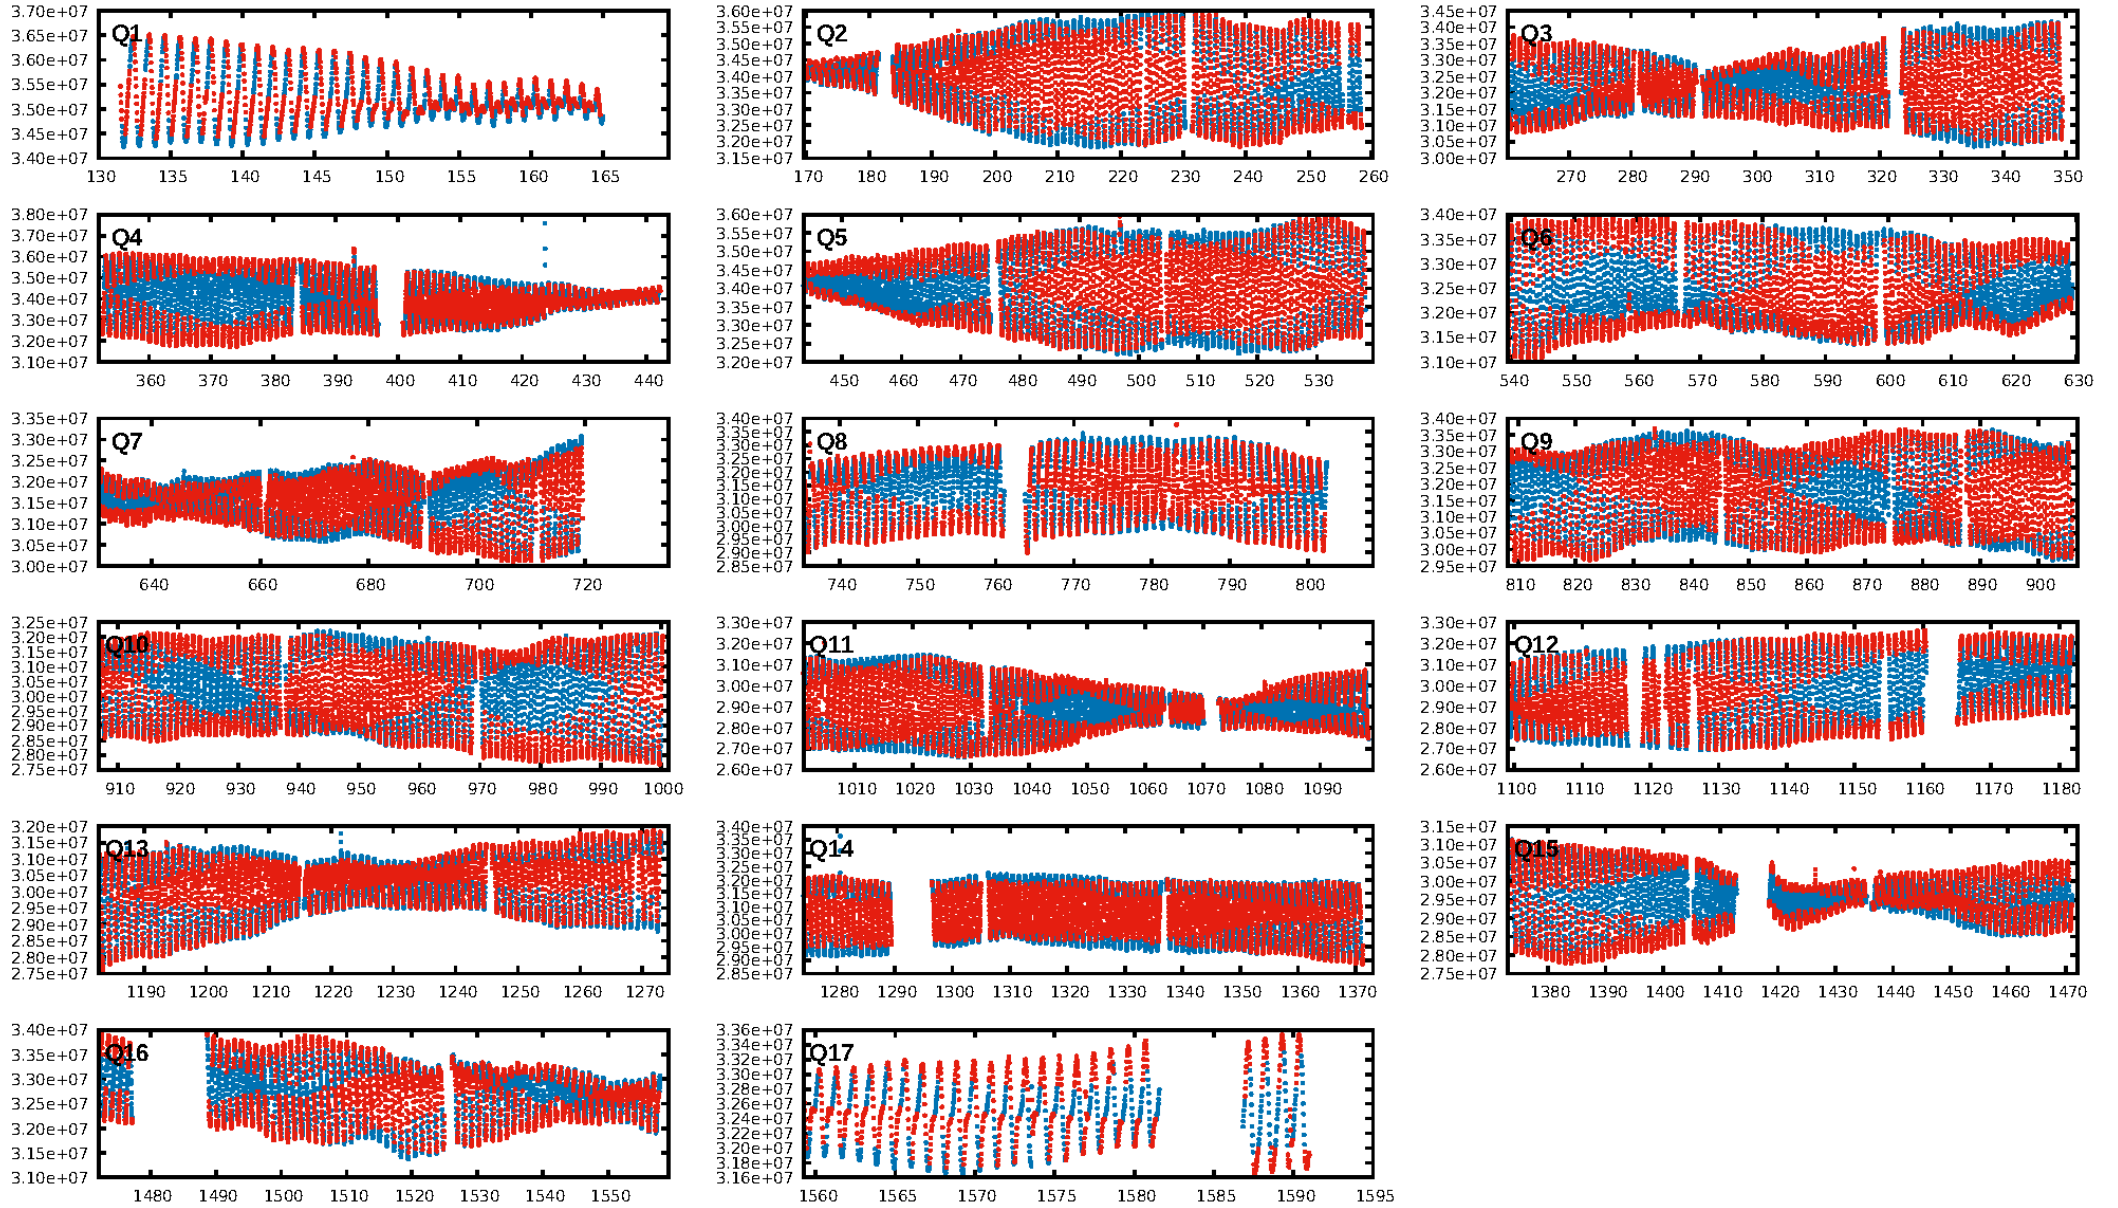 Q1
3.70e+07
3.65e+07
3.60e+07
3.55e+07
3.50e+07
3.45e+07
3.40e+07
130 135 140 145 150 155 160 165
Q2
3.60e+07
3.55e+07
3.50e+07
3.45e+07
3.40e+07
3.35e+07
3.30e+07
3.25e+07
3.20e+07
3.15e+07
170 180 190 200 210 220 230 240 250 260
Q3
3.45e+07
3.40e+07
3.35e+07
3.30e+07
3.25e+07
3.20e+07
3.15e+07
3.10e+07
3.05e+07
3.00e+07
270 280 290 300 310 320 330 340 350
Q4
3.80e+07
3.70e+07
3.60e+07
3.50e+07
3.40e+07
3.30e+07
3.20e+07
3.10e+07
360 370 380 390 400 410 420 430 440
Q5
3.60e+07
3.55e+07
3.50e+07
3.45e+07
3.40e+07
3.35e+07
3.30e+07
3.25e+07
3.20e+07
450 460 470 480 490 500 510 520 530
Q6
3.40e+07
3.35e+07
3.30e+07
3.25e+07
3.20e+07
3.15e+07
3.10e+07
540 550 560 570 580 590 600 610 620 630
Q7
3.35e+07
3.30e+07
3.25e+07
3.20e+07
3.15e+07
3.10e+07
3.05e+07
3.00e+07
640 660 680 700 720
Q8
3.40e+07
3.35e+07
3.30e+07
3.25e+07
3.20e+07
3.15e+07
3.10e+07
3.05e+07
3.00e+07
2.95e+07
2.90e+07
2.85e+07
740 750 760 770 780 790 800
Q9
3.40e+07
3.35e+07
3.30e+07
3.25e+07
3.20e+07
3.15e+07
3.10e+07
3.05e+07
3.00e+07
2.95e+07
810 820 830 840 850 860 870 880 890 900
Q10
3.25e+07
3.20e+07
3.15e+07
3.10e+07
3.05e+07
3.00e+07
2.95e+07
2.90e+07
2.85e+07
2.80e+07
2.75e+07
910 920 930 940 950 960 970 980 990 1000
Q11
3.30e+07
3.20e+07
3.10e+07
3.00e+07
2.90e+07
2.80e+07
2.70e+07
2.60e+07
1010 1020 1030 1040 1050 1060 1070 1080 1090
Q12
3.30e+07
3.20e+07
3.10e+07
3.00e+07
2.90e+07
2.80e+07
2.70e+07
2.60e+07
1100 1110 1120 1130 1140 1150 1160 1170 1180
Q13
3.20e+07
3.15e+07
3.10e+07
3.05e+07
3.00e+07
2.95e+07
2.90e+07
2.85e+07
2.80e+07
2.75e+07
1190 1200 1210 1220 1230 1240 1250 1260 1270
Q14
3.40e+07
3.35e+07
3.30e+07
3.25e+07
3.20e+07
3.15e+07
3.10e+07
3.05e+07
3.00e+07
2.95e+07
2.90e+07
2.85e+07
1280 1290 1300 1310 1320 1330 1340 1350 1360 1370
Q15
3.15e+07
3.10e+07
3.05e+07
3.00e+07
2.95e+07
2.90e+07
2.85e+07
2.80e+07
2.75e+07
1380 1390 1400 1410 1420 1430 1440 1450 1460 1470
Q16
3.40e+07
3.35e+07
3.30e+07
3.25e+07
3.20e+07
3.15e+07
3.10e+07
1480 1490 1500 1510 1520 1530 1540 1550
Q17
3.36e+07
3.34e+07
3.32e+07
3.30e+07
3.28e+07
3.26e+07
3.24e+07
3.22e+07
3.20e+07
3.18e+07
3.16e+07
1560 1565 1570 1575 1580 1585 1590 1595